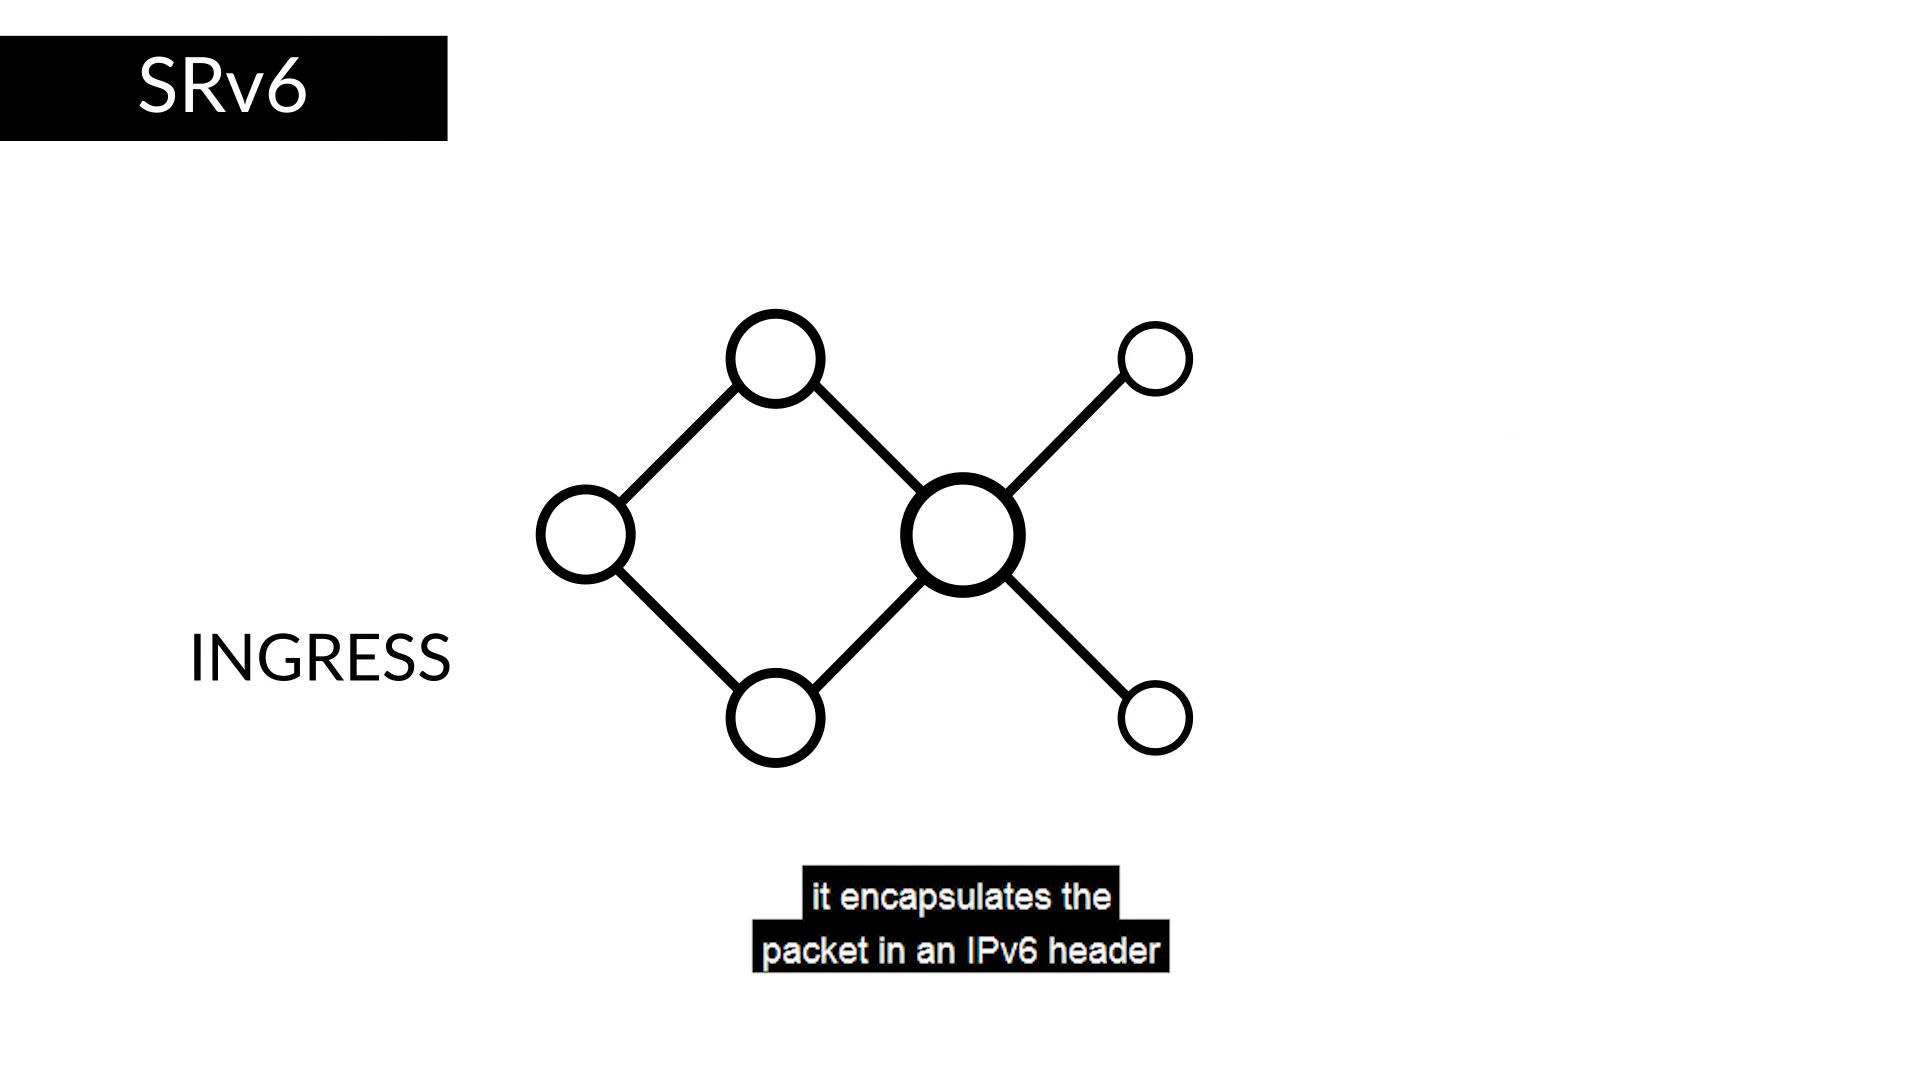 SRv6
INGRESS
it encapsulates the
packet in an IPv6 header